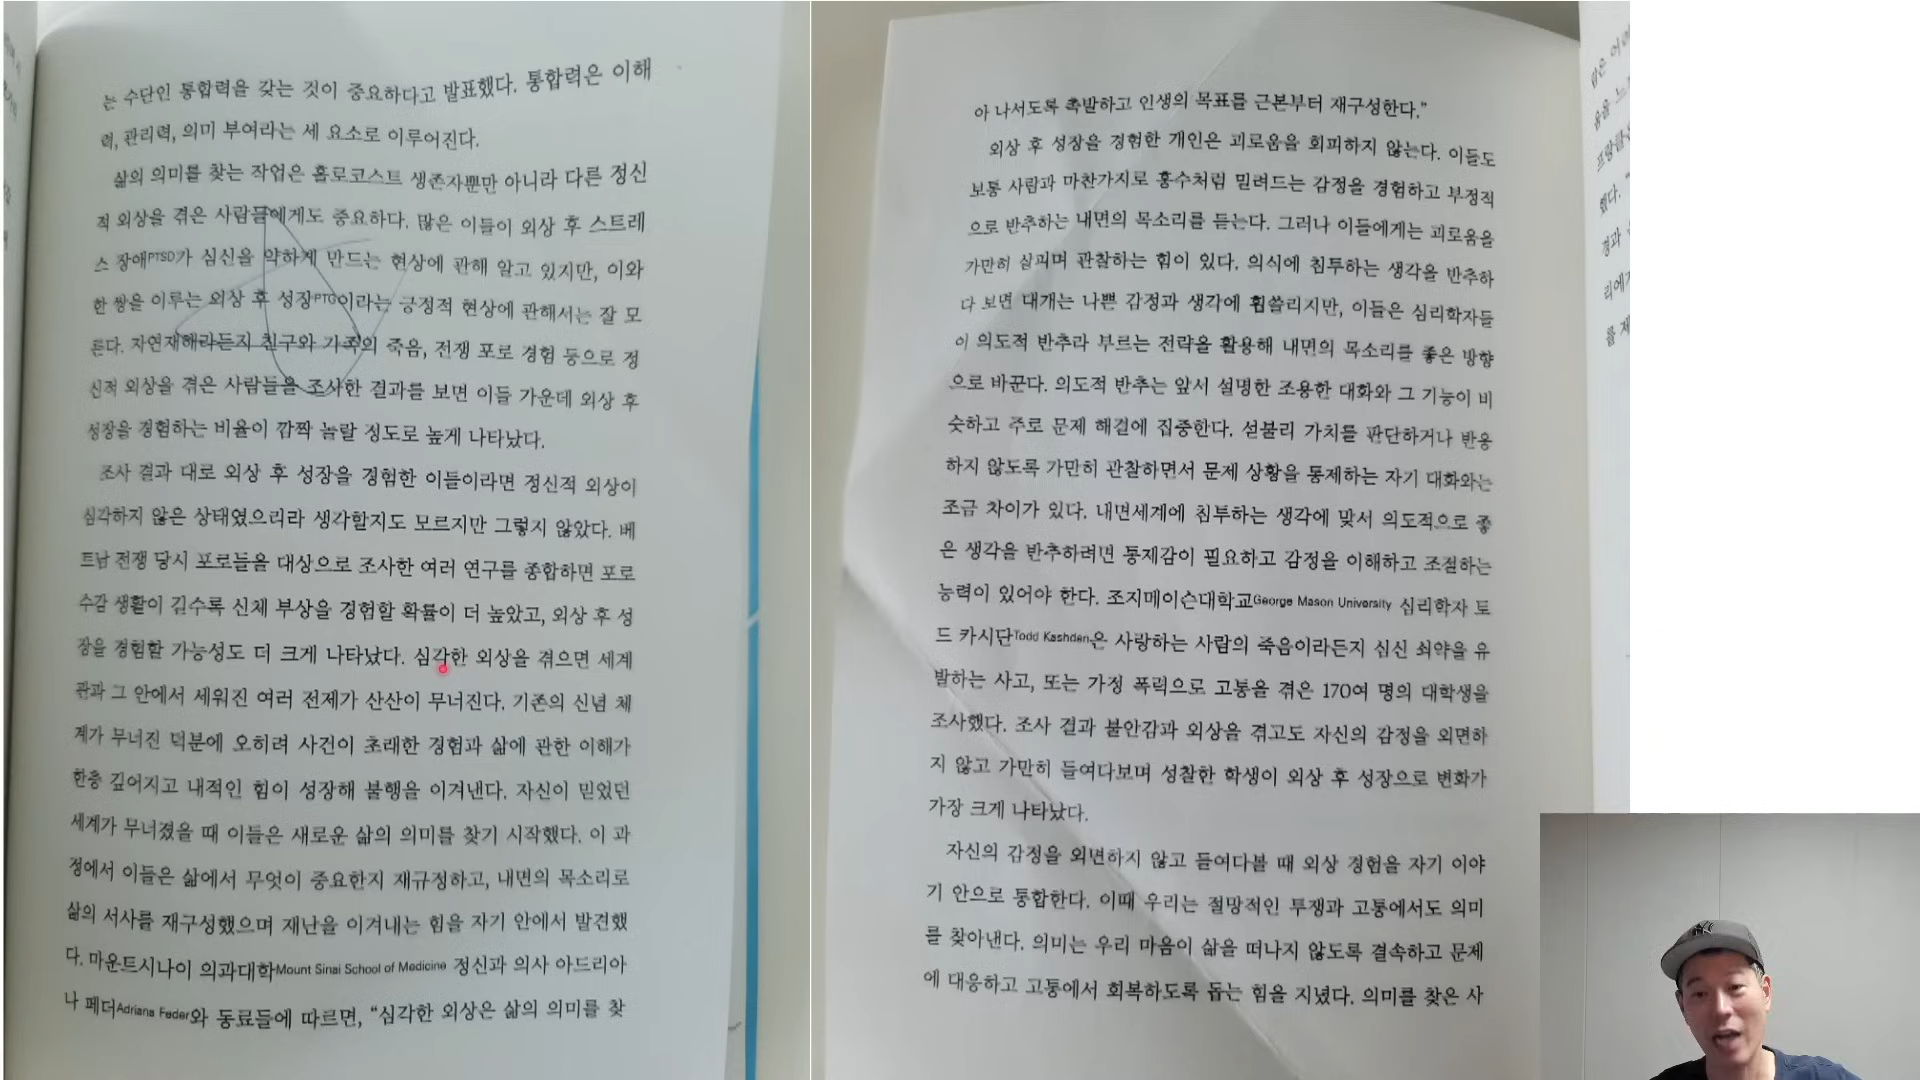 는 수단인 통합력을 갖는 것이 중요하다고 발표했다. 통합력은 이해
력, 관리력, 의미 부여라는 세 요소로 이루어진다.
삶의 의미를 찾는 작업은 홀로코스트 생존자뿐만 아니라 다른 정신
적 외상을 겪은 사람들에게도 중요하다. 많은 이들이 외상 후 스트레
스 장애PTSD가 심신을 약하게 만드는 현상에 관해 알고 있지만, 이와
한 쌍을 이루는 외상 후 성장PTG이라는 긍정적 현상에 관해서는 잘 모
른다. 자연재해라든지 친구와 가족의 죽음, 전쟁 포로 경험 등으로 정
신적 외상을 겪은 사람들을 조사한 결과를 보면 이들 가운데 외상 후
성장을 경험하는 비율이 깜짝 놀랄 정도로 높게 나타났다.
조사 결과 대로 외상 후 성장을 경험한 이들이라면 정신적 외상이
심각하지 않은 상태였으리라 생각할지도 모르지만 그렇지 않았다. 베
트남 전쟁 당시 포로들을 대상으로 조사한 여러 연구를 종합하면 포로
수감 생활이 길수록 신체 부상을 경험할 확률이 더 높았고, 외상 후 성
장을 경험할 가능성도 더 크게 나타났다. 심각한 외상을 겪으면 세계
관과 그 안에서 세워진 여러 전제가 산산이 무너진다. 기존의 신념 체
계가 무너진 덕분에 오히려 사건이 초래한 경험과 삶에 관한 이해가
한층 깊어지고 내적인 힘이 성장해 불행을 이겨낸다. 자신이 믿었던
세계가 무너졌을 때 이들은 새로운 삶의 의미를 찾기 시작했다. 이 과
정에서 이들은 삶에서 무엇이 중요한지 재규정하고, 내면의 목소리로
삶의 서사를 재구성했으며 재난을 이겨내는 힘을 자기 안에서 발견했
다. 마운트시나이 의과대학Mount Sinai School of Medicine 정신과 의사 아드리아
나 페더Adriana Feder와 동료들에 따르면, “심각한 외상은 삶의 의미를 찾
아 나서도록 촉발하고 인생의 목표를 근본부터 재구성한다.”
외상 후 성장을 경험한 개인은 괴로움을 회피하지 않는다. 이들도
보통 사람과 마찬가지로 홍수처럼 밀려드는 감정을 경험하고 부정직
으로 반추하는 내면의 목소리를 듣는다. 그러나 이들에게는 괴로움을
가만히 살피며 관찰하는 힘이 있다. 의식에 침투하는 생각을 반추하
다 보면 대개는 나쁜 감정과 생각에 휩쓸리지만, 이들은 심리학자들
이 의도적 반추라 부르는 전략을 활용해 내면의 목소리를 좋은 방향
으로 바꾼다. 의도적 반추는 앞서 설명한 조용한 대화와 그 기능이 비
슷하고 주로 문제 해결에 집중한다. 섣불리 가치를 판단하거나 반응
하지 않도록 가만히 관찰하면서 문제 상황을 통제하는 자기 대화와는
조금 차이가 있다. 내면세계에 침투하는 생각에 맞서 의도적으로 좋
은 생각을 반추하려면 통제감이 필요하고 감정을 이해하고 조절하는
능력이 있어야 한다. 조지메이슨대학교George Mason University 심리학자 토
드 카시단Todd Kashdan은 사랑하는 사람의 죽음이라든지 심신 쇠약을 유
발하는 사고, 또는 가정 폭력으로 고통을 겪은 170여 명의 대학생을
조사했다. 조사 결과 불안감과 외상을 겪고도 자신의 감정을 외면하
지 않고 가만히 들여다보며 성찰한 학생이 외상 후 성장으로 변화가
가장 크게 나타났다.
자신의 감정을 외면하지 않고 들여다볼 때 외상 경험을 자기 이야
기 안으로 통합한다. 이때 우리는 절망적인 투쟁과 고통에서도 의미
를 찾아낸다. 의미는 우리 마음이 삶을 떠나지 않도록 결속하고 문제
에 대응하고 고통에서 회복하도록 돕는 힘을 지녔다. 의미를 찾은 사